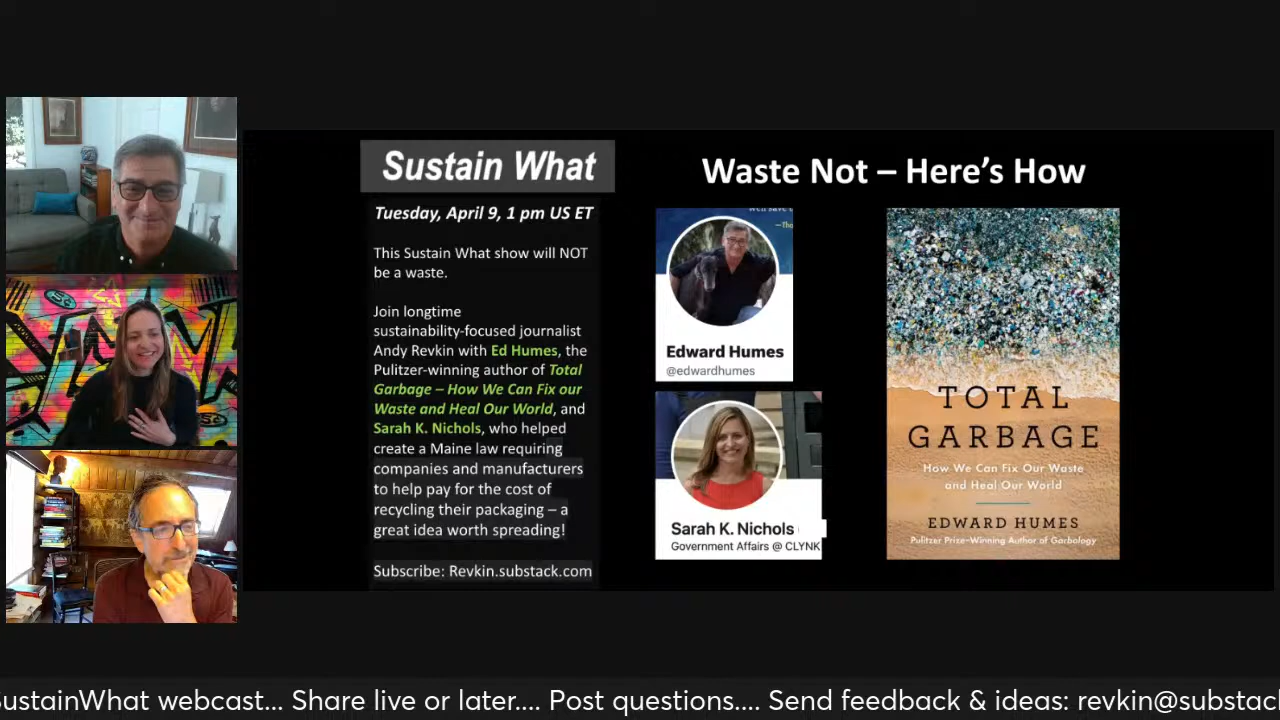 Sustain What
Tuesday, April 9, 1 pm US ET
This Sustain What show will NOT
be a waste.
Join longtime
sustainability-focused journalist
Andy Revkin with Ed Humes, the
Pulitzer-winning author of Total
Garbage – How We Can Fix our
Waste and Heal Our World, and
Sarah K. Nichols, who helped
create a Maine law requiring
companies and manufacturers
to help pay for the cost of
recycling their packaging – a
great idea worth spreading!
Subscribe: Revkin.substack.com
Waste Not – Here’s How
Edward Humes
@edwardhumes
Sarah K. Nichols
Government Affairs @ CLYNK
TOTAL
GARBAGE
How We Can Fix Our Waste
and Heal Our World
EDWARD HUMES
Pulitzer Prize–Winning Author of Garbology
SustainWhat webcast... Share live or later.... Post questions.... Send feedback & ideas: revkin@substac